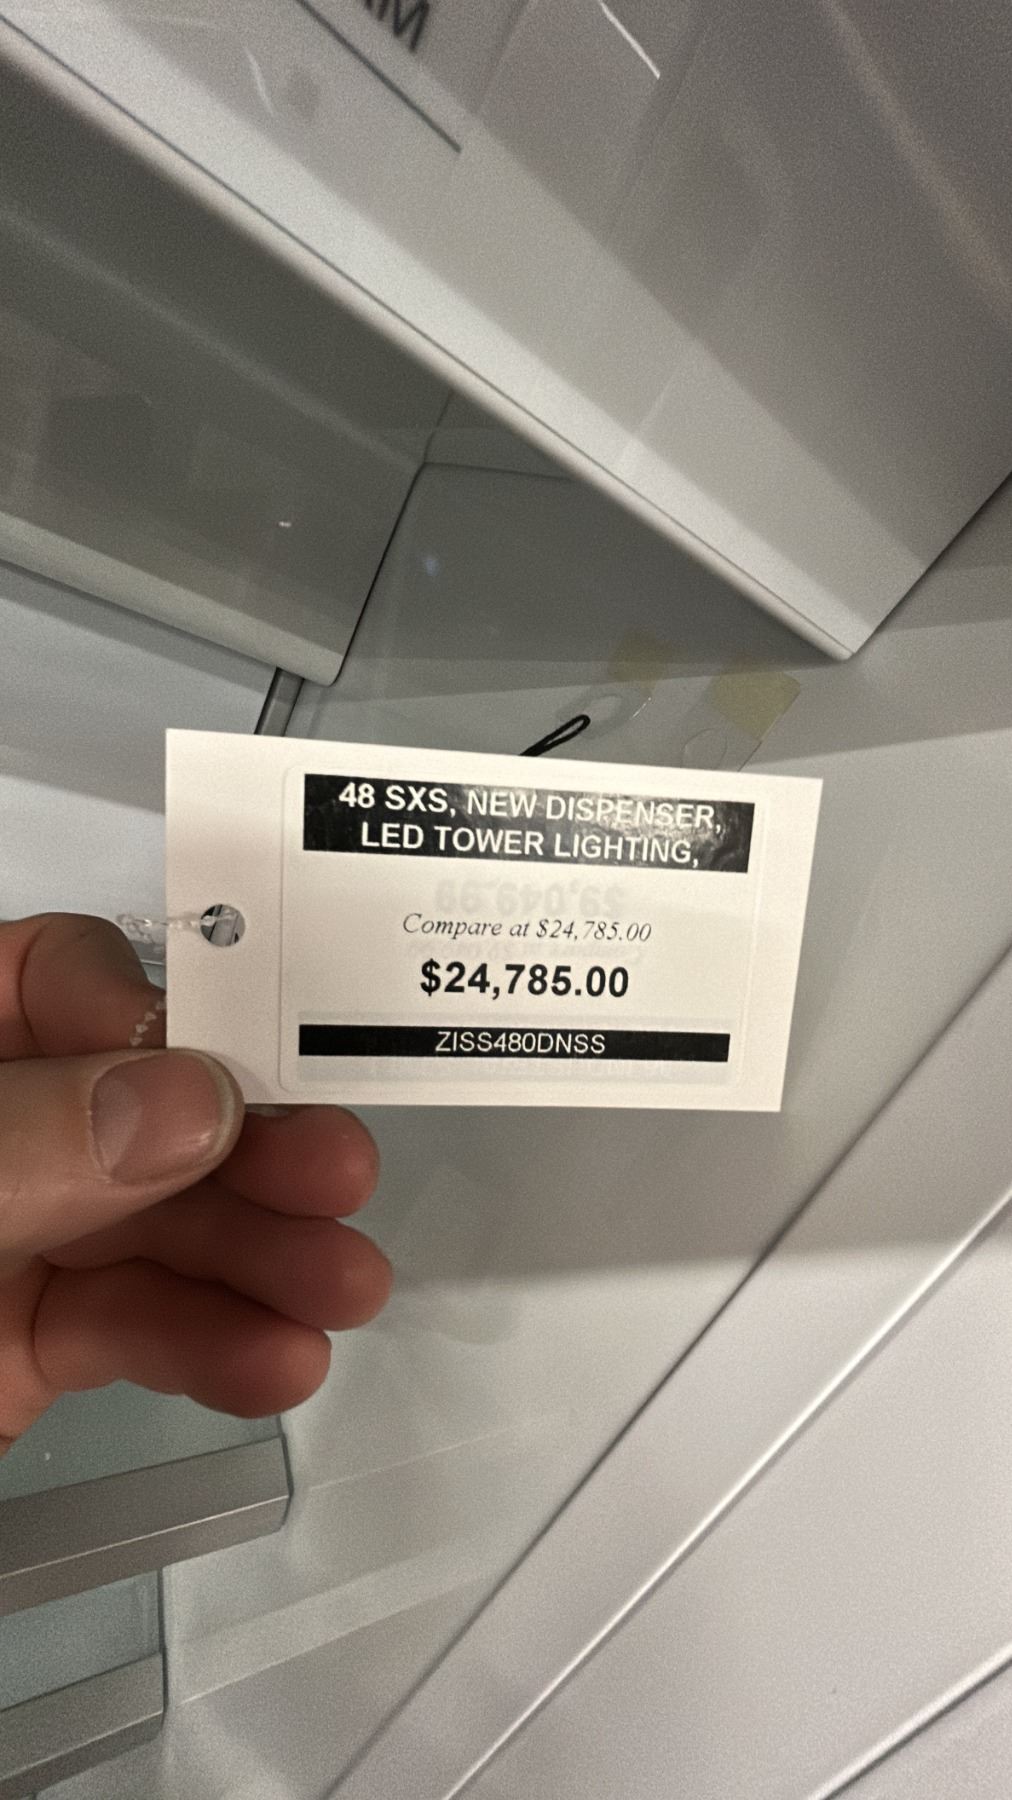 48 SXS, NEW DISPENSER,
LED TOWER LIGHTING,
Compare at $24,785.00
$24,785.00
ZISS480DNSS